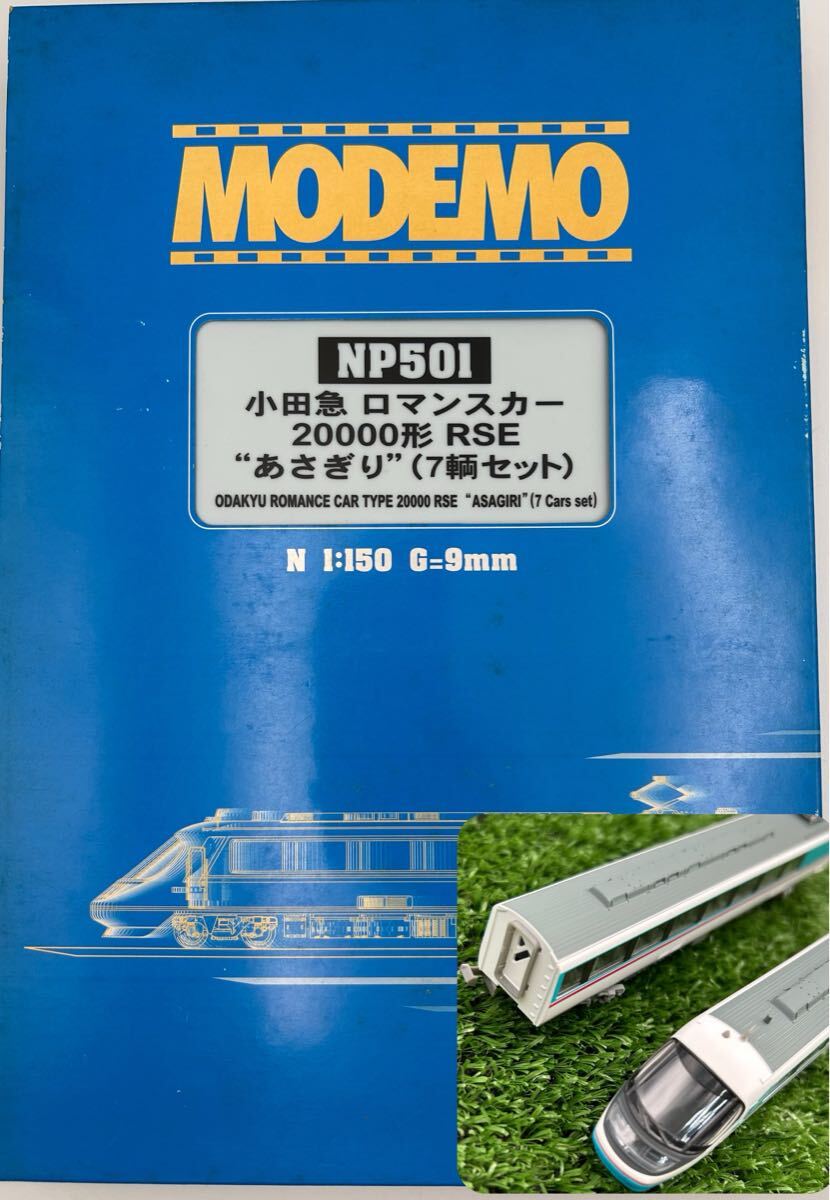 MODEMO
NP501
小田急 ロマンスカー
20000形 RSE
“あさぎり”（7輌セット）
ODAKYU ROMANCE CAR TYPE 20000 RSE “ASAGIRI”(7 Cars set)
N 1:150 G=9mm